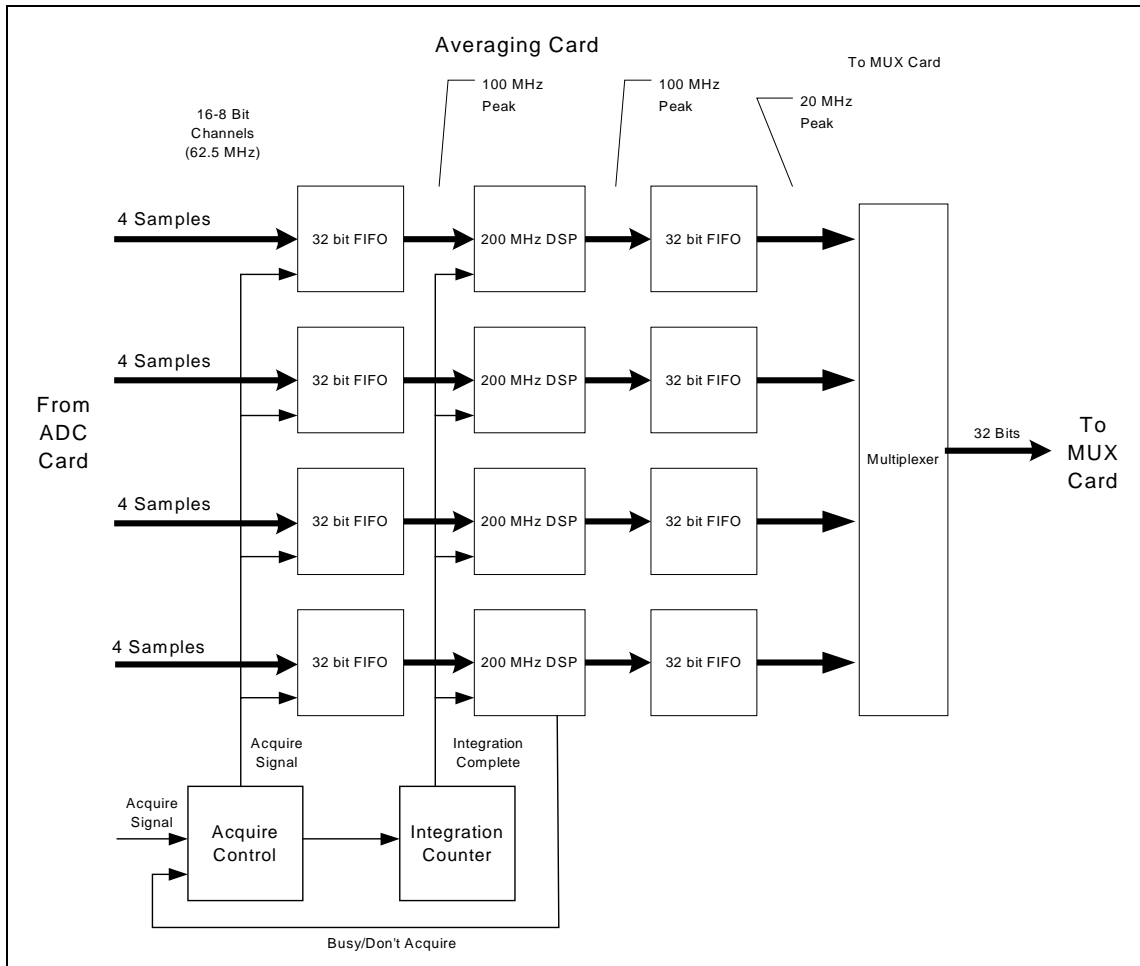 Averaging Card
To MUX Card
100 MHz
Peak
100 MHz
Peak
20 MHz
Peak
16-8 Bit
Channels
(62.5 MHz)
4 Samples
32 bit FIFO
200 MHz DSP
32 bit FIFO
4 Samples
32 bit FIFO
200 MHz DSP
32 bit FIFO
From
ADC
Card
Multiplexer
32 Bits
To
MUX
Card
4 Samples
32 bit FIFO
200 MHz DSP
32 bit FIFO
4 Samples
32 bit FIFO
200 MHz DSP
32 bit FIFO
Acquire
Signal
Integration
Complete
Acquire
Signal
Acquire
Control
Integration
Counter
Busy/Don't Acquire